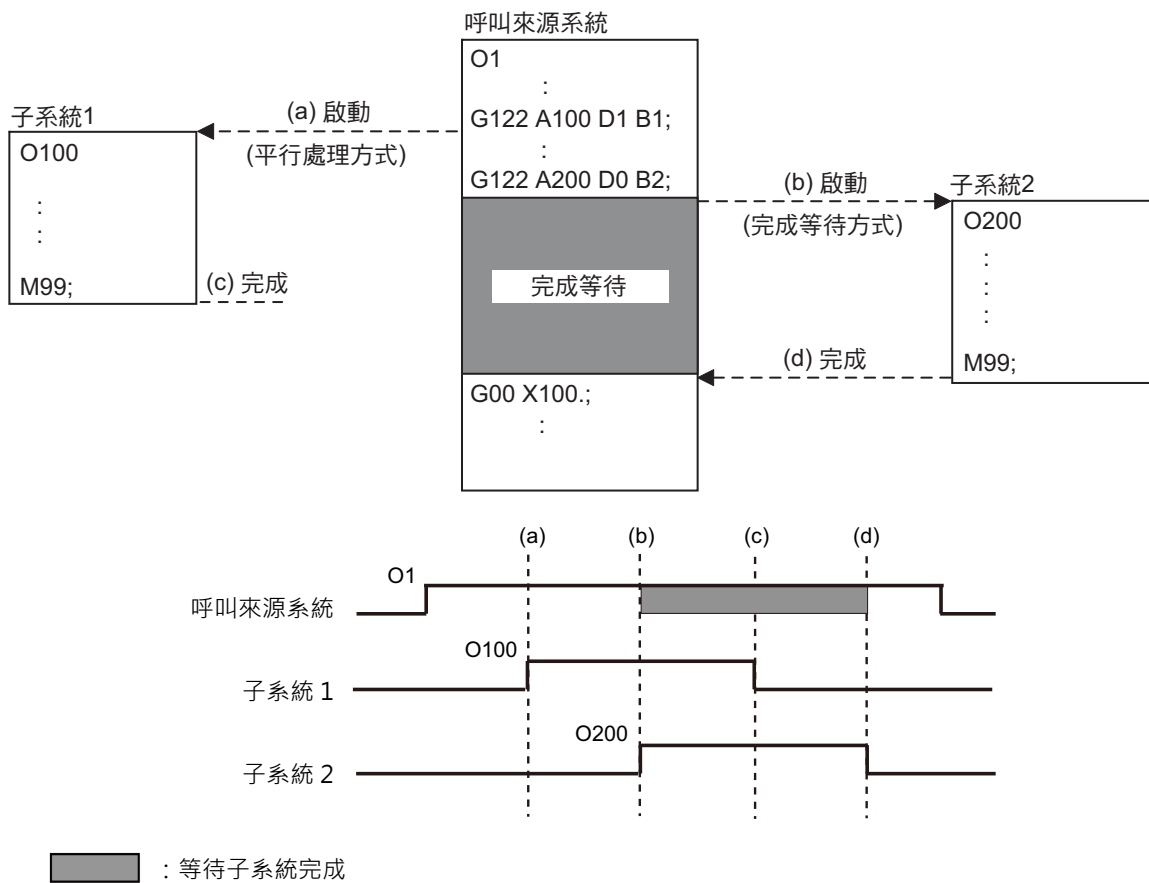 呼叫來源系統
O1
:
G122 A100 D1 B1;
:
G122 A200 D0 B2;
完成等待
G00 X100.;
:
子系統1
O100
:
:
M99;
(a) 啟動
(平行處理方式)
(c) 完成
(b) 啟動
(完成等待方式)
(d) 完成
子系統2
O200
:
:
:
M99;
(a)
(b)
(c)
(d)
O1
呼叫來源系統
O100
子系統 1
O200
子系統 2
：等待子系統完成